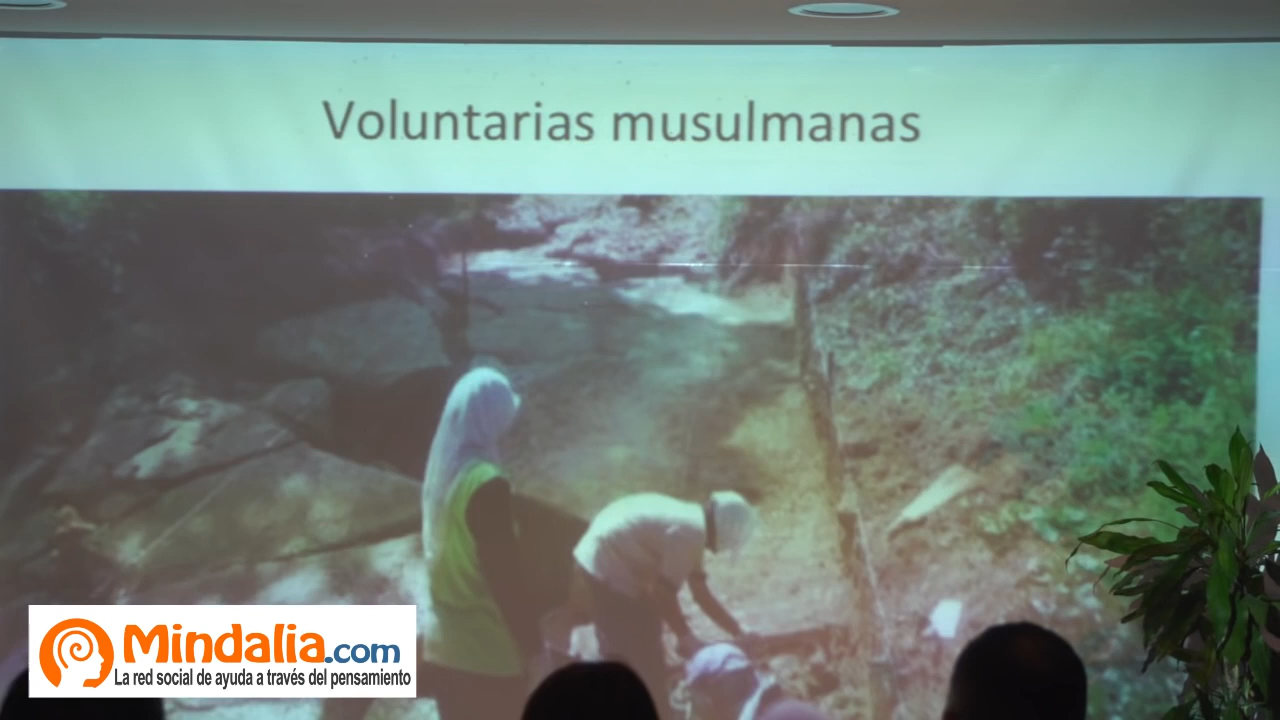 Voluntarias musulmanas
Mindalia.com
La red social de ayuda a través del pensamiento